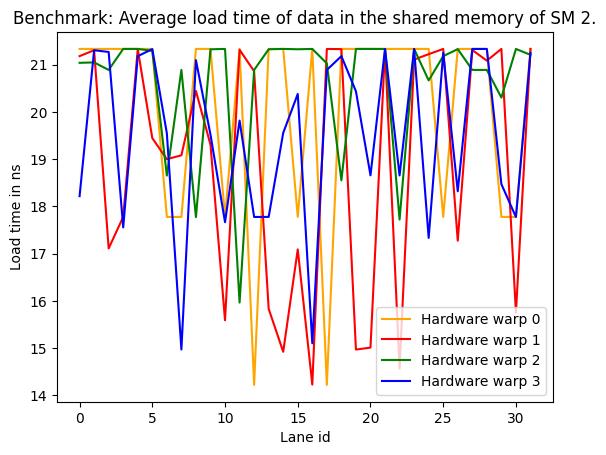 Benchmark: Average load time of data in the shared memory of SM 2.
21
20
19
18
17
16
15
14
Load time in ns
0 5 10 15 20 25 30
Lane id
Hardware warp 0
Hardware warp 1
Hardware warp 2
Hardware warp 3